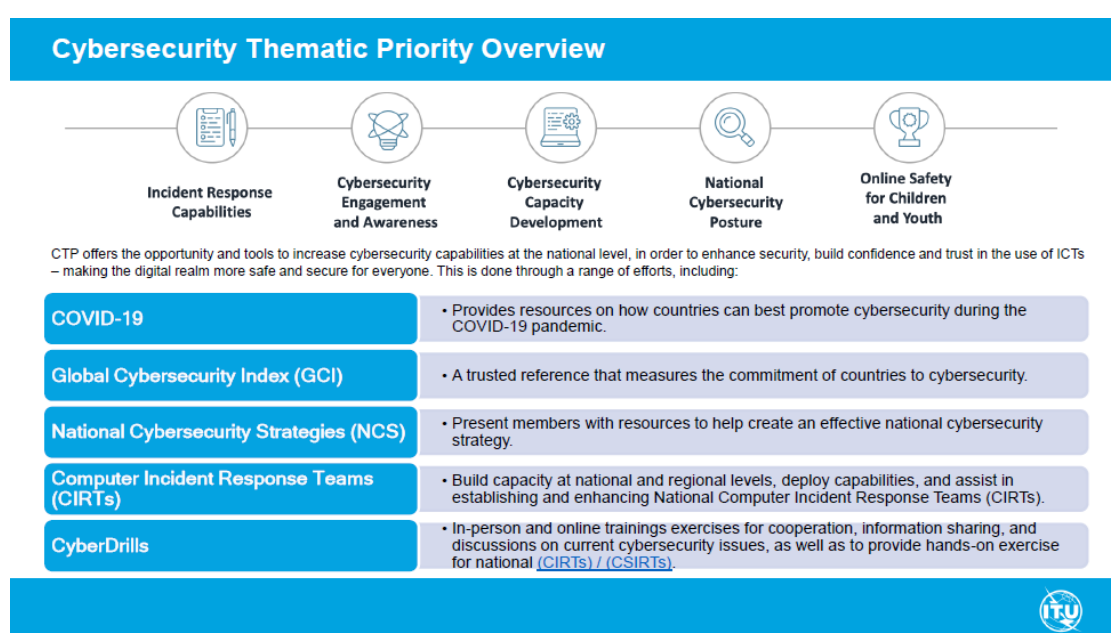 Cybersecurity Thematic Priority Overview
Incident Response
Capabilities
Cybersecurity
Engagement
and Awareness
Cybersecurity
Capacity
Development
National
Cybersecurity
Posture
Online Safety
for Children
and Youth
CTP offers the opportunity and tools to increase cybersecurity capabilities at the national level, in order to enhance security, build confidence and trust in the use of ICTs
– making the digital realm more safe and secure for everyone. This is done through a range of efforts, including:
COVID-19
• Provides resources on how countries can best promote cybersecurity during the
COVID-19 pandemic.
Global Cybersecurity Index (GCI)
• A trusted reference that measures the commitment of countries to cybersecurity.
National Cybersecurity Strategies (NCS)
• Present members with resources to help create an effective national cybersecurity
strategy.
Computer Incident Response Teams
(CIRTs)
• Build capacity at national and regional levels, deploy capabilities, and assist in
establishing and enhancing National Computer Incident Response Teams (CIRTs).
CyberDrills
• In-person and online trainings exercises for cooperation, information sharing, and
discussions on current cybersecurity issues, as well as to provide hands-on exercise
for national (CIRTs) / (CSIRTs).
ITU